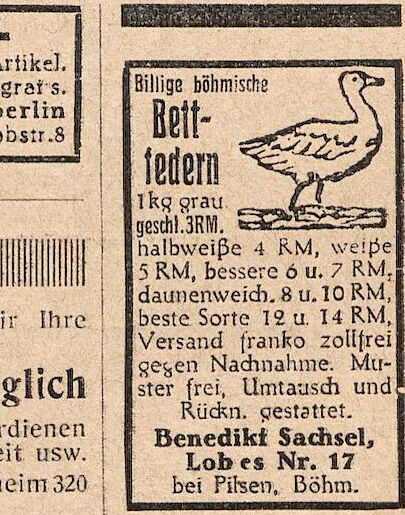 Artikel.
grat s.
Berlin
obstr.8
ir Ihre
glich
rdienen
eit usw.
heim 320
Billige böhmische
Bett-
federn
1 kg grau
geschl. 3RM.
halbweiße 4 RM, weiße
5 RM, bessere 6 u. 7 RM,
daunenweich. 8 u. 10 RM,
beste Sorte 12 u. 14 RM,
Versand franko zollfrei
gegen Nachnahme. Mu-
ster frei, Umtausch und
Rückn. gestattet.
Benedikt Sachsel,
Lobes Nr. 17
bei Pilsen, Böhm.